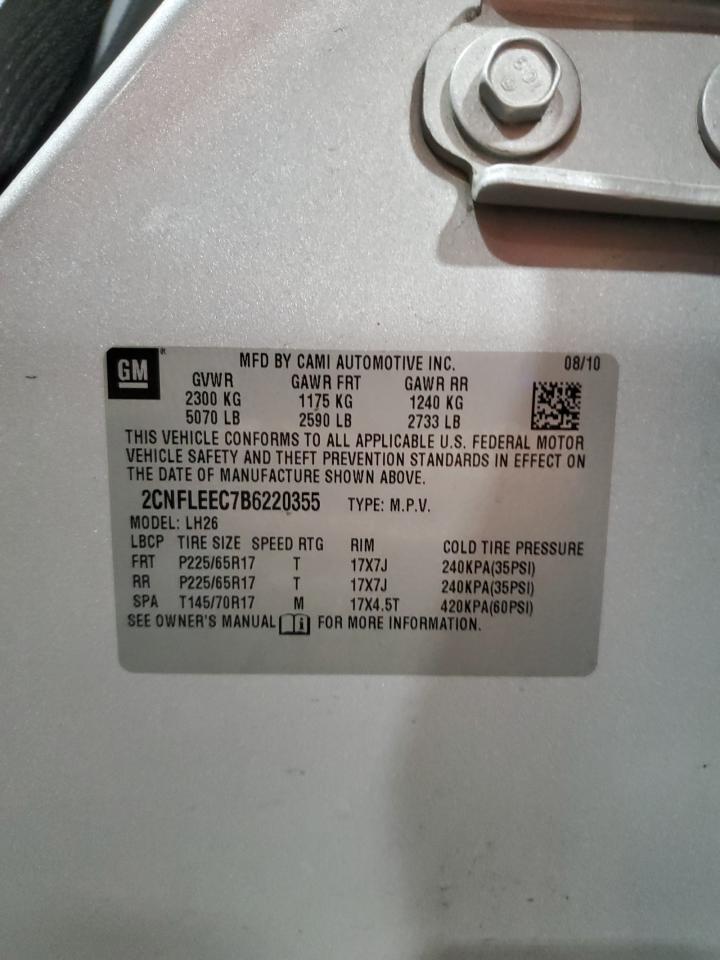 GM ® MFD BY CAMI AUTOMOTIVE INC. 08/10
GVWR GAWR FRT GAWR RR
2300 KG 1175 KG 1240 KG
5070 LB 2590 LB 2733 LB
THIS VEHICLE CONFORMS TO ALL APPLICABLE U.S. FEDERAL MOTOR
VEHICLE SAFETY AND THEFT PREVENTION STANDARDS IN EFFECT ON
THE DATE OF MANUFACTURE SHOWN ABOVE.
2CNFLEEC7B6220355 TYPE: M.P.V.
MODEL: LH26
LBCP TIRE SIZE SPEED RTG RIM COLD TIRE PRESSURE
FRT P225/65R17 T 17X7J 240KPA(35PSI)
RR P225/65R17 T 17X7J 240KPA(35PSI)
SPA T145/70R17 M 17X4.5T 420KPA(60PSI)
SEE OWNER'S MANUAL FOR MORE INFORMATION.